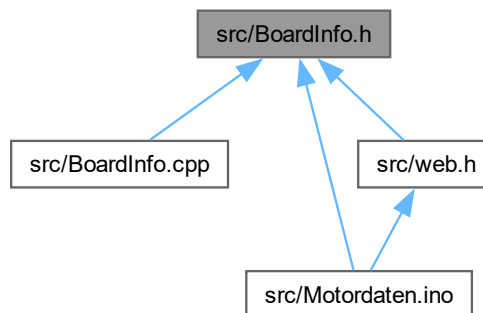 src/BoardInfo.h
src/BoardInfo.cpp
src/web.h
src/Motordaten.ino